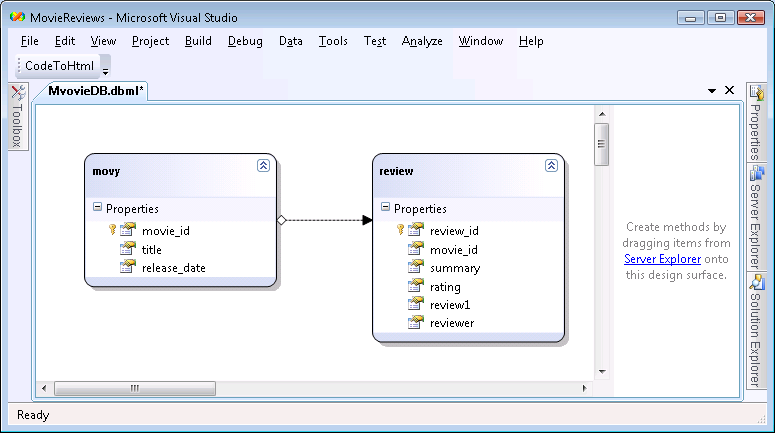 MovieReviews - Microsoft Visual Studio
File Edit View Project Build Debug Data Tools Test Analyze Window Help
CodeToHtml
MvovieDB.dbml*
Toolbox
movy
Properties
movie_id
title
release_date
review
Properties
review_id
movie_id
summary
rating
review1
reviewer
Create methods by
dragging items from
Server Explorer onto
this design surface.
Properties
Server Explorer
Solution Explorer
Ready